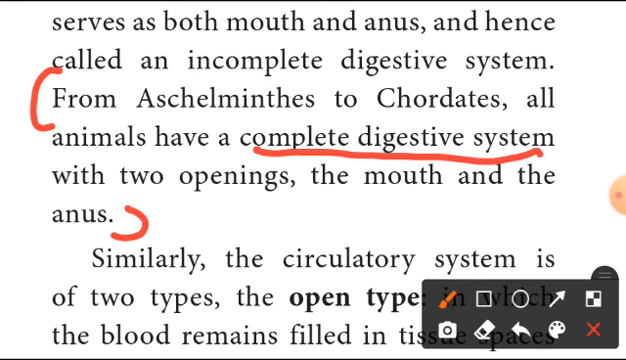 serves as both mouth and anus, and hence
called an incomplete digestive system.
From Aschelminthes to Chordates, all
animals have a complete digestive system
with two openings, the mouth and the
anus.
Similarly, the circulatory system is
of two types, the open type: in which
the blood remains filled in tissue spaces